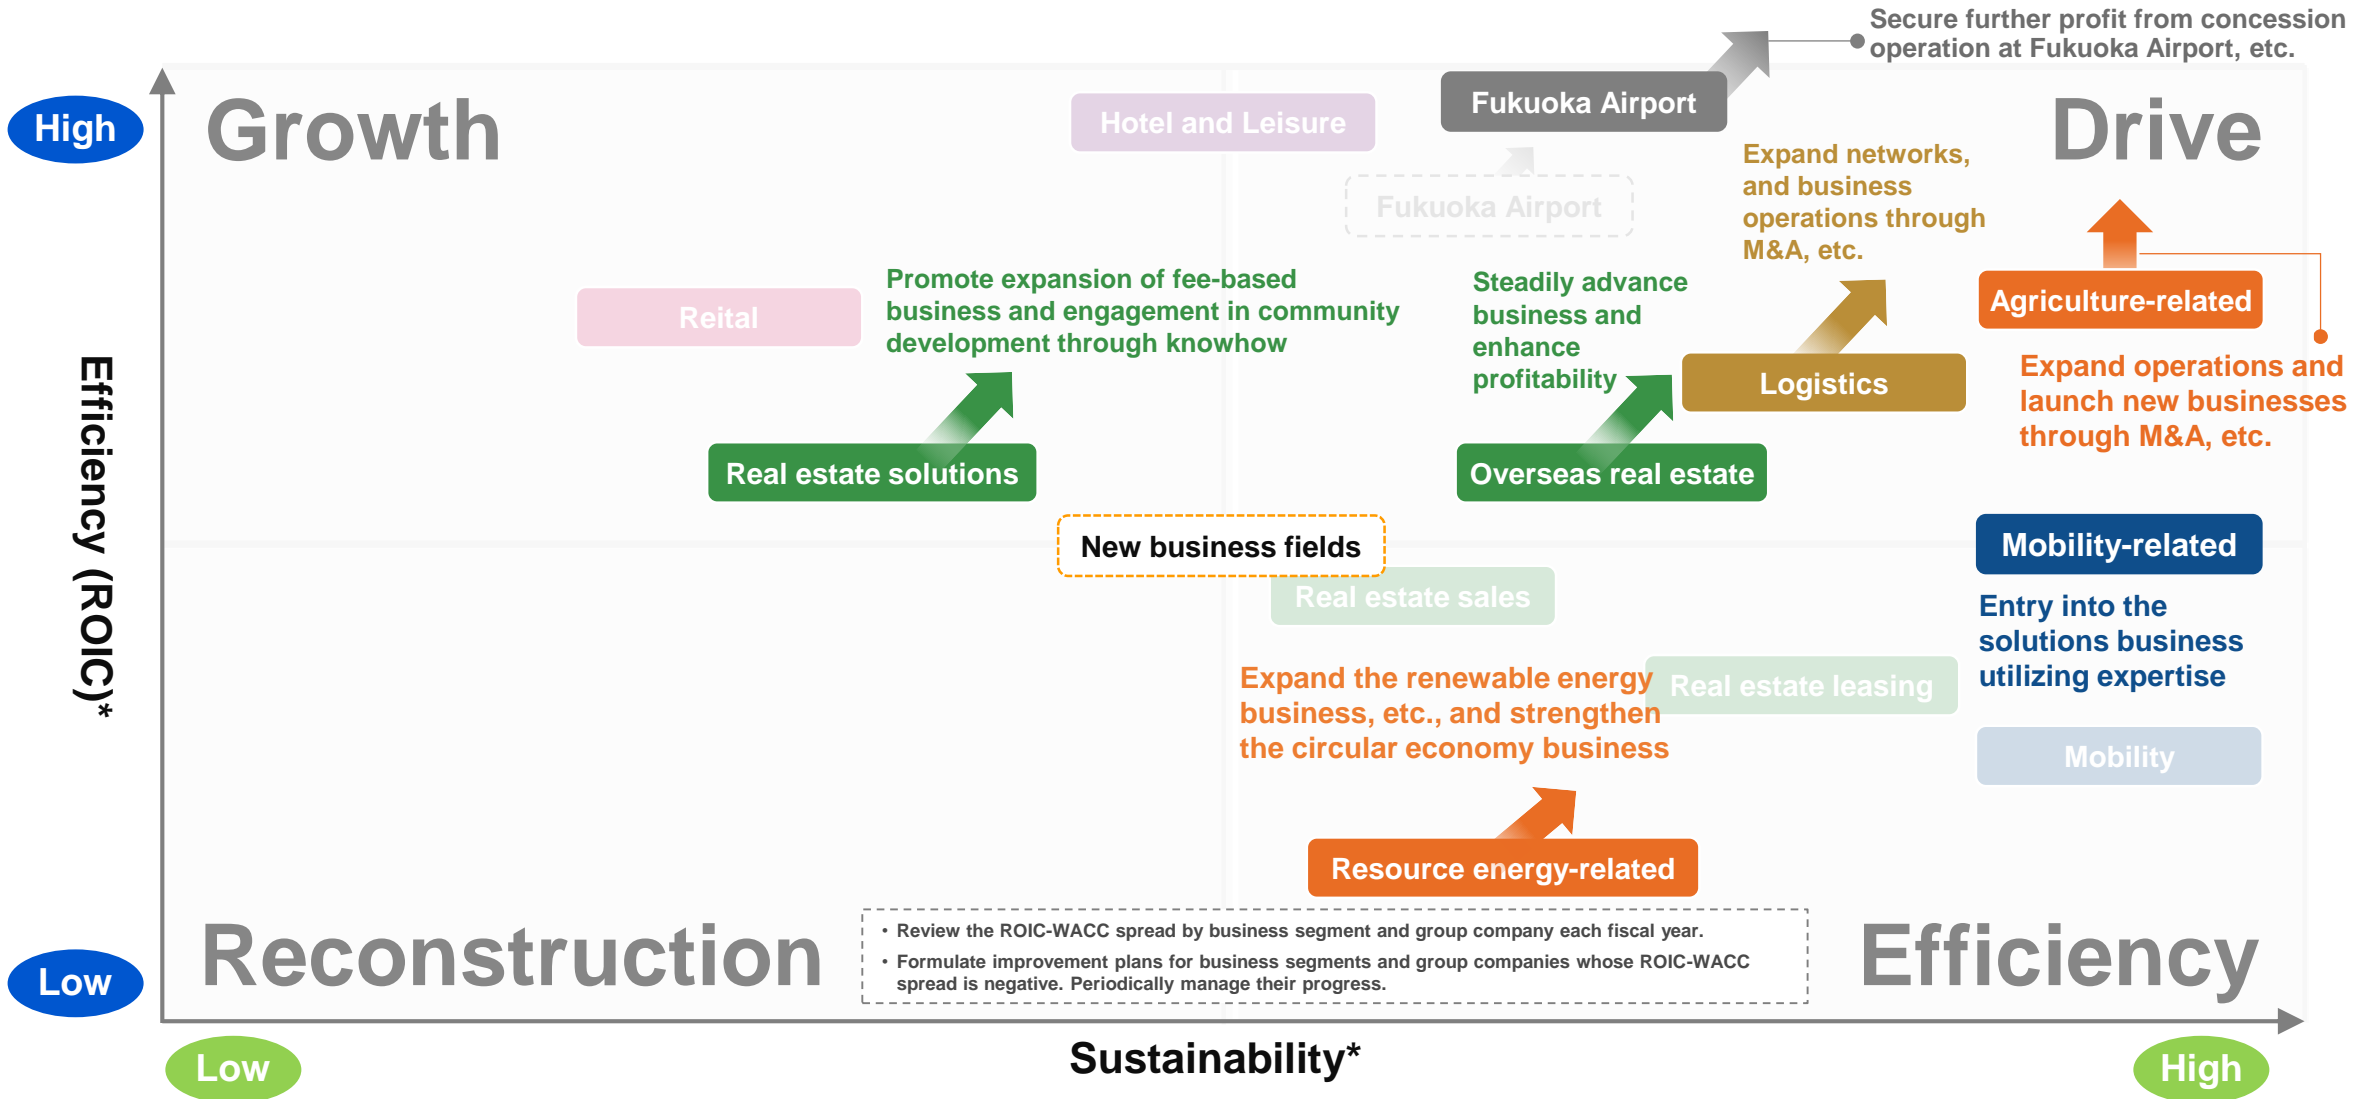 Secure further profit from concession
operation at Fukuoka Airport, etc.
High
Growth
Hotel and Leisure
Fukuoka Airport
Drive
Fukuoka Airport
Expand networks,
and business
operations through
M&A, etc.
Reital
Promote expansion of fee-based
business and engagement in community
development through knowhow
Steadily advance
business and
enhance
profitability
Logistics
Agriculture-related
Expand operations and
launch new businesses
through M&A, etc.
Real estate solutions
Overseas real estate
Efficiency (ROIC)*
New business fields
Real estate sales
Mobility-related
Entry into the
solutions business
utilizing expertise
Expand the renewable energy
business, etc., and strengthen
the circular economy business
Real estate leasing
Mobility
Resource energy-related
Reconstruction
• Review the ROIC-WACC spread by business segment and group company each fiscal year.
• Formulate improvement plans for business segments and group companies whose ROIC-WACC
spread is negative. Periodically manage their progress.
Efficiency
Low
Low
Sustainability*
High